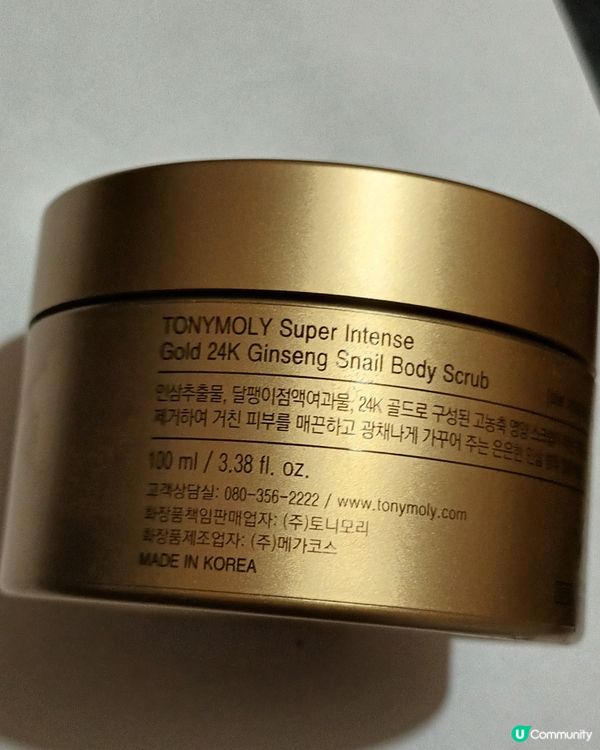 TONYMOLY Super Intense
Gold 24K Ginseng Snail Body Scrub
인삼추출물, 달팽이점액여과물, 24K 골드로 구성된 고농축 영양
제거하여 거친 피부를 매끈하고 광채나게 가꾸어 주는 은은한 인삼
100 ml / 3.38 fl. oz.
고객상담실: 080-356-2222 / www.tonymoly.com
화장품책임판매업자: (주)토니모리
화장품제조업자: (주)메가코스
MADE IN KOREA
U Community